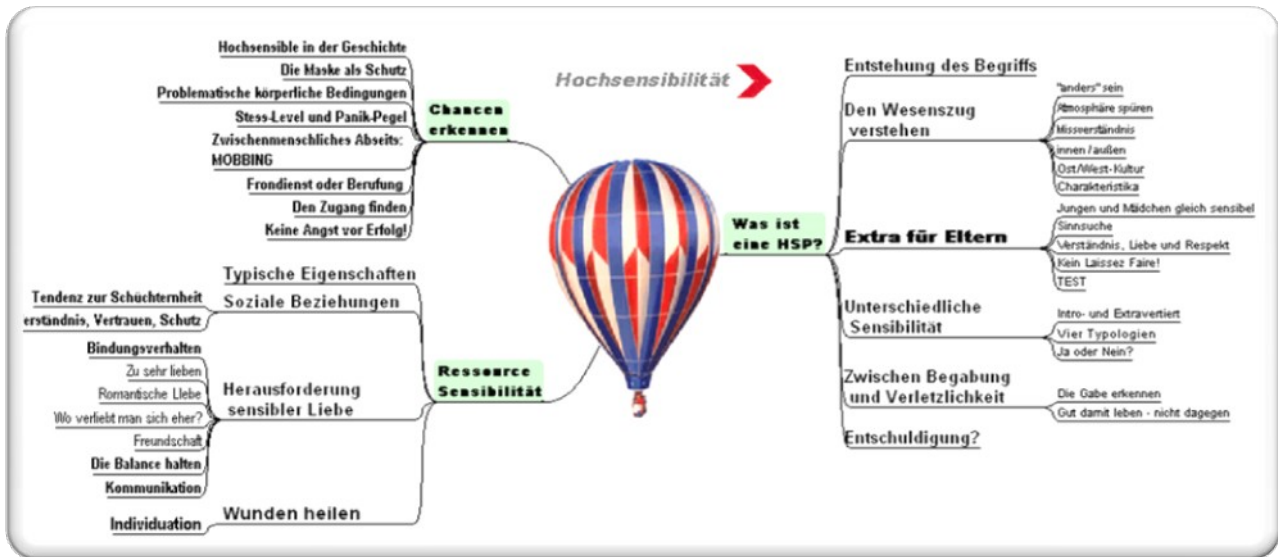 Hochsensibilität
Chancen
erkennen
Hochsensible in der Geschichte
Die Maske als Schutz
Problematische körperliche Bedingungen
Stess-Level und Panik-Pegel
Zwischenmenschliches Abseits:
MOBBING
Frondienst oder Berufung
Den Zugang finden
Keine Angst vor Erfolg!
Ressource
Sensibilität
Typische Eigenschaften
Soziale Beziehungen
Tendenz zur Schüchternheit
erständnis, Vertrauen, Schutz
Herausforderung
sensibler Liebe
Bindungsverhalten
Zu sehr lieben
Romantische LIebe
Wo verliebt man sich eher?
Freundschaft
Die Balance halten
Kommunikation
Wunden heilen
Individuation
Was ist
eine HSP?
Entstehung des Begriffs
Den Wesenszug
verstehen
"anders" sein
Atmosphäre spüren
Missverständnis
innen / außen
Ost/West-Kultur
Charakteristika
Extra für Eltern
Jungen und Mädchen gleich sensibel
Sinnsuche
Verständnis, Liebe und Respekt
Kein Laissez Faire!
TEST
Unterschiedliche
Sensibilität
Intro- und Extravertiert
Vier Typologien
Ja oder Nein?
Zwischen Begabung
und Verletzlichkeit
Die Gabe erkennen
Gut damit leben - nicht dagegen
Entschuldigung?